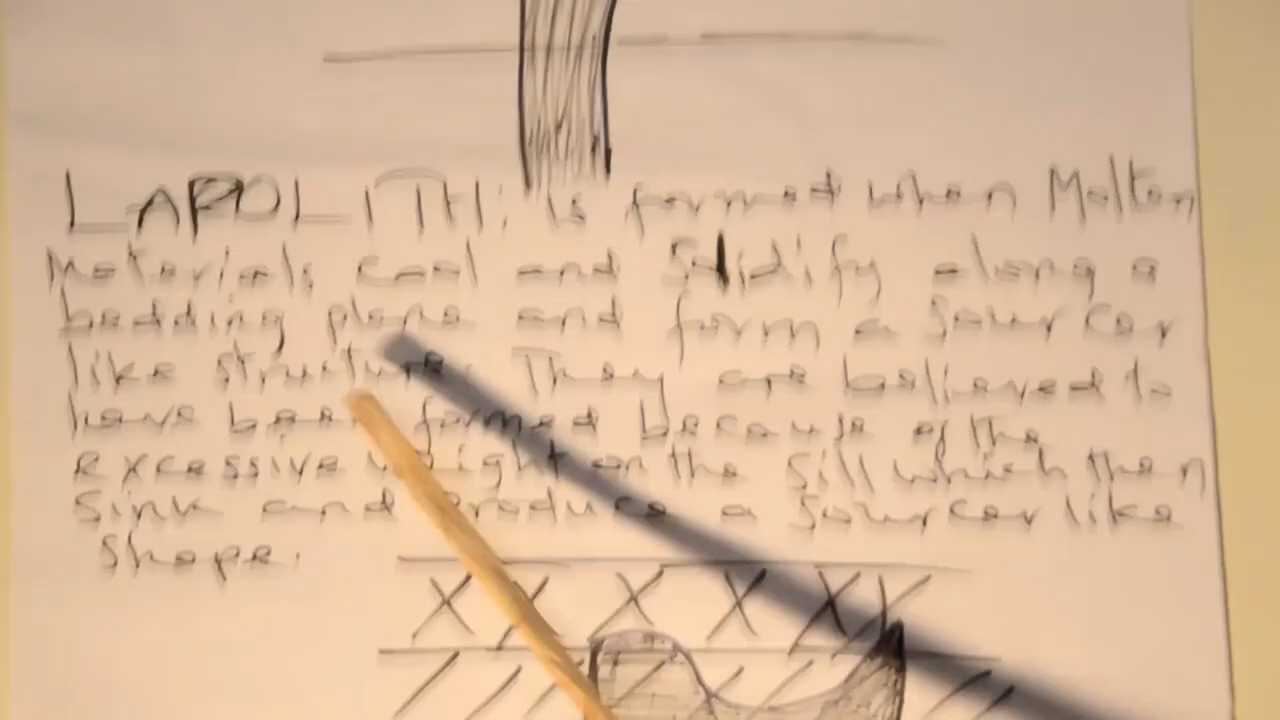 LAPOLITH: is formed when Molten
Materials cool and Solidify along a
bedding plane and form a Sourcer
like structure. They are believed to
have been formed because of the
excessive weight on the Sill which then
Sink and produce a Sourcer like
Shape.